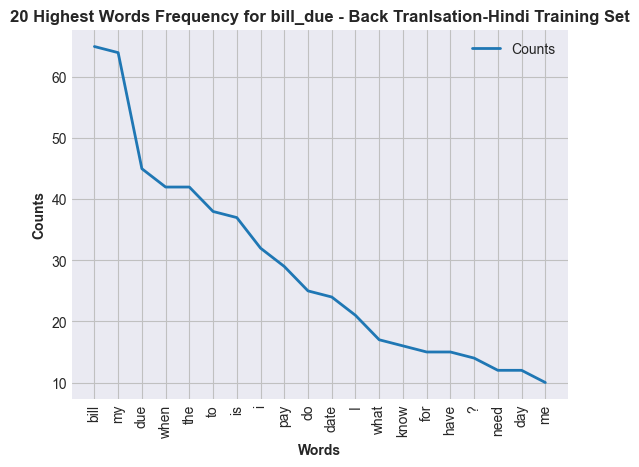 20 Highest Words Frequency for bill_due - Back Tranlsation-Hindi Training Set
Counts
Counts
60
50
40
30
20
10
bill
my
due
when
the
to
is
i
pay
do
date
I
what
know
for
have
?
need
day
me
Words